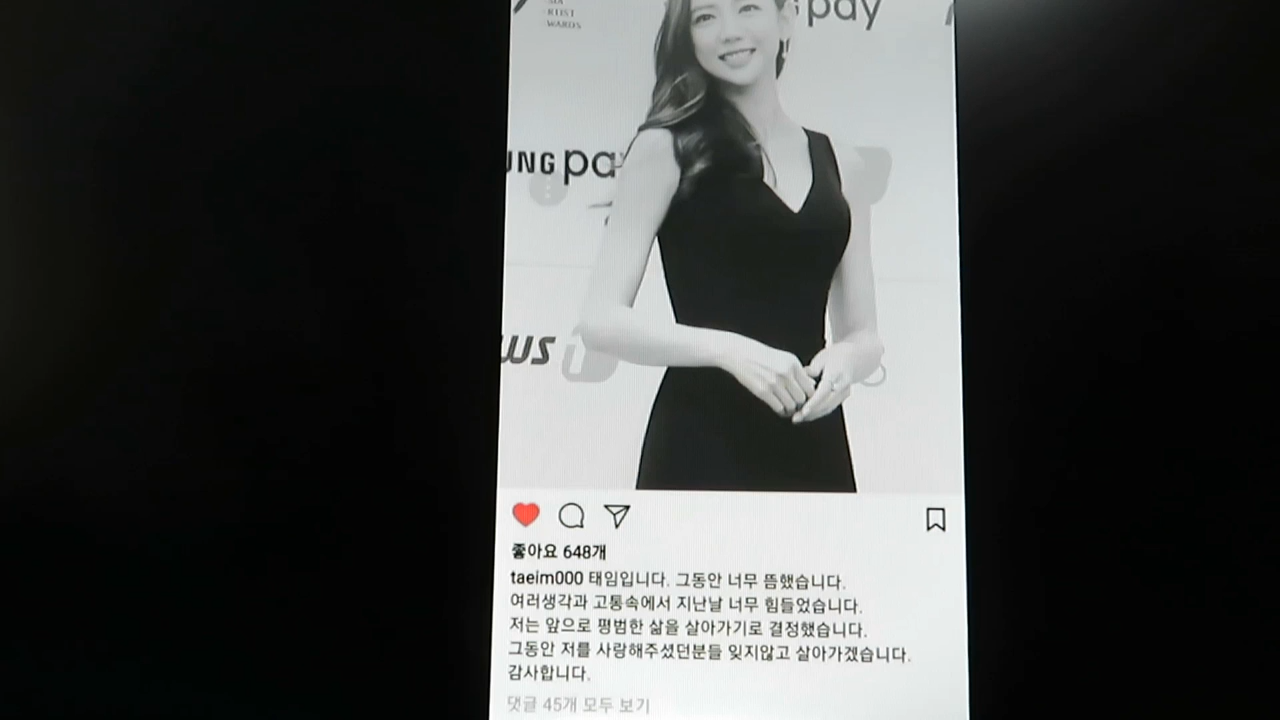 RTIST
WARDS
pay
UNG pa
WS
좋아요 648개
taeim000 태임입니다. 그동안 너무 뜸했습니다.
여러생각과 고통속에서 지난날 너무 힘들었습니다.
저는 앞으로 평범한 삶을 살아가기로 결정했습니다.
그동안 저를 사랑해주셨던분들 잊지않고 살아가겠습니다.
감사합니다.
댓글 45개 모두 보기